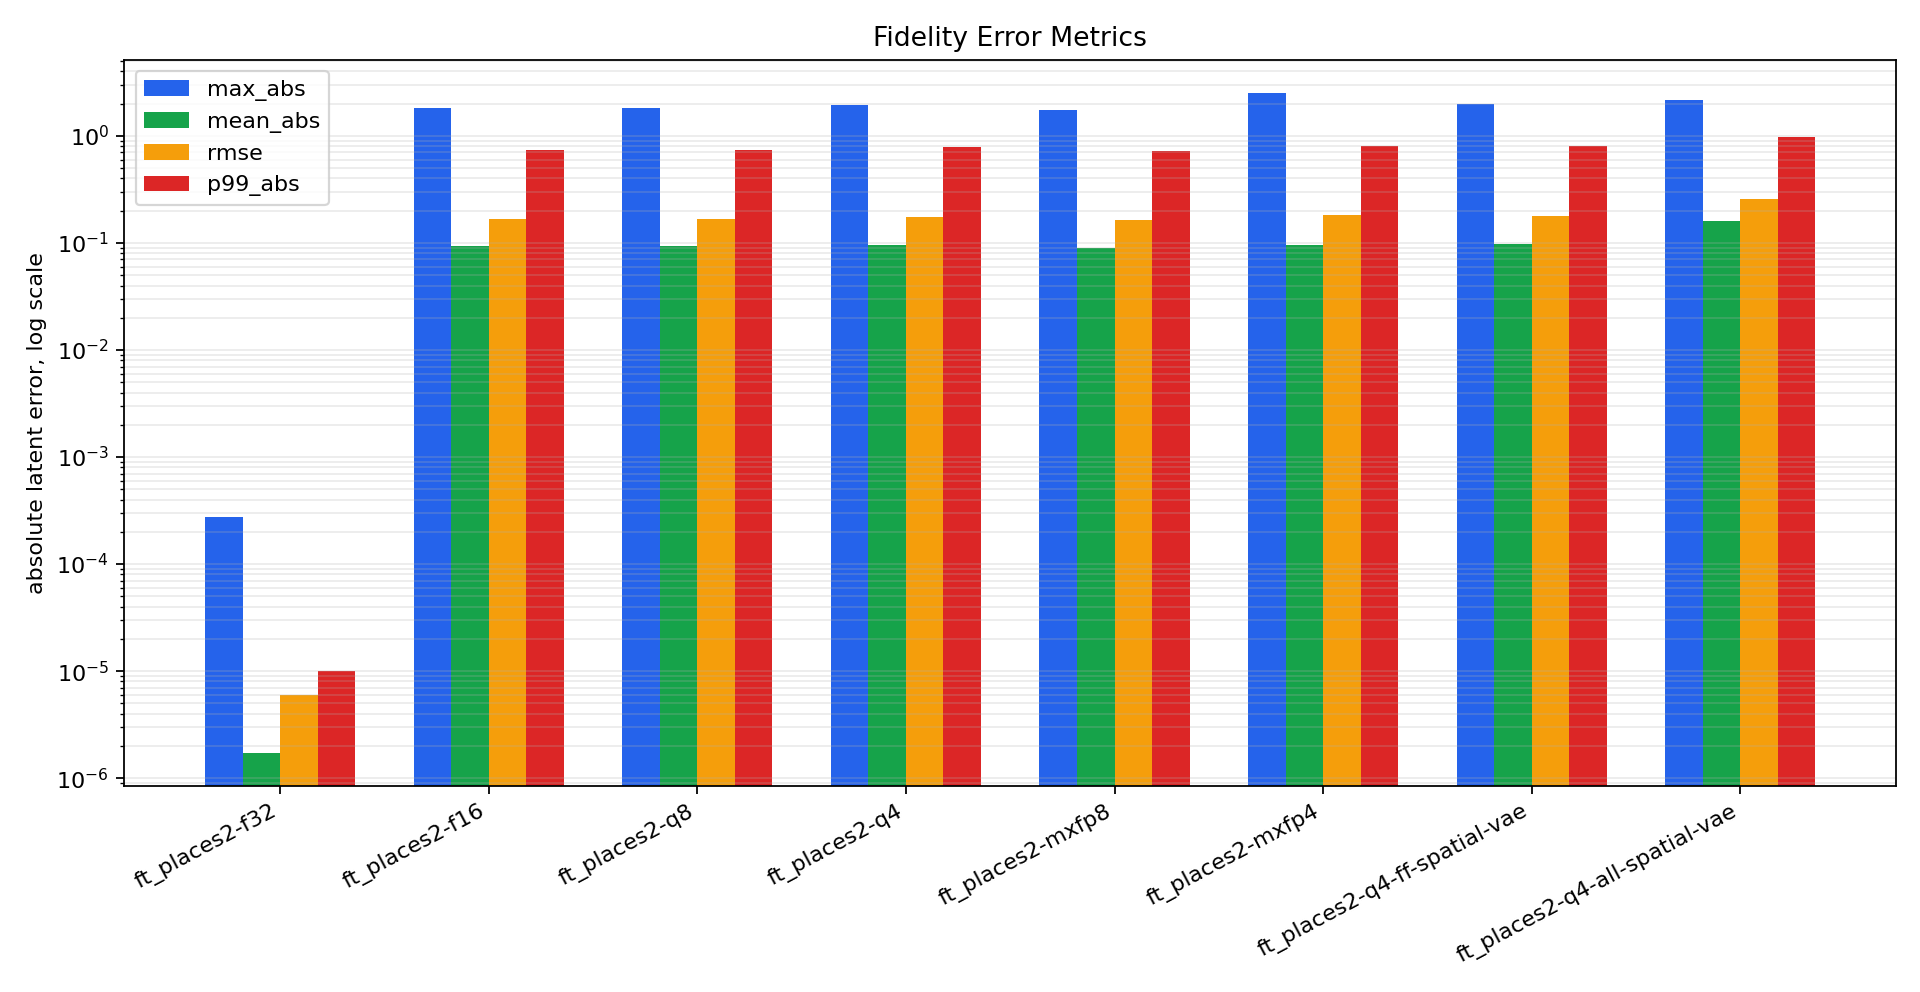 Fidelity Error Metrics
max_abs
mean_abs
rmse
p99_abs
absolute latent error, log scale
10⁰
10⁻¹
10⁻²
10⁻³
10⁻⁴
10⁻⁵
10⁻⁶
ft_places2-f32
ft_places2-f16
ft_places2-q8
ft_places2-q4
ft_places2-mxfp8
ft_places2-mxfp4
ft_places2-q4-ff-spatial-vae
ft_places2-q4-all-spatial-vae